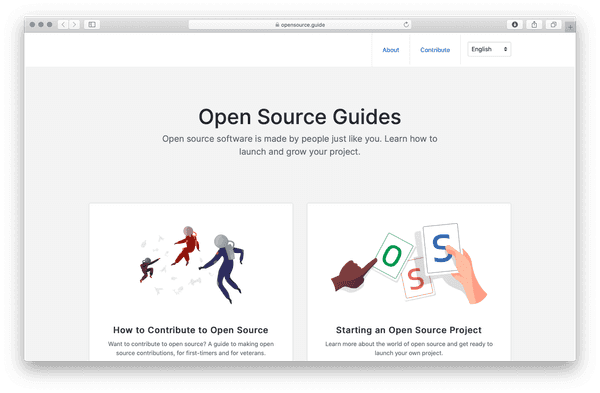 opensource.guide
About
Contribute
English
Open Source Guides
Open source software is made by people just like you. Learn how to
launch and grow your project.
O
S
S
How to Contribute to Open Source
Want to contribute to open source? A guide to making open
source contributions, for first-timers and for veterans.
Starting an Open Source Project
Learn more about the world of open source and get ready to
launch your own project.